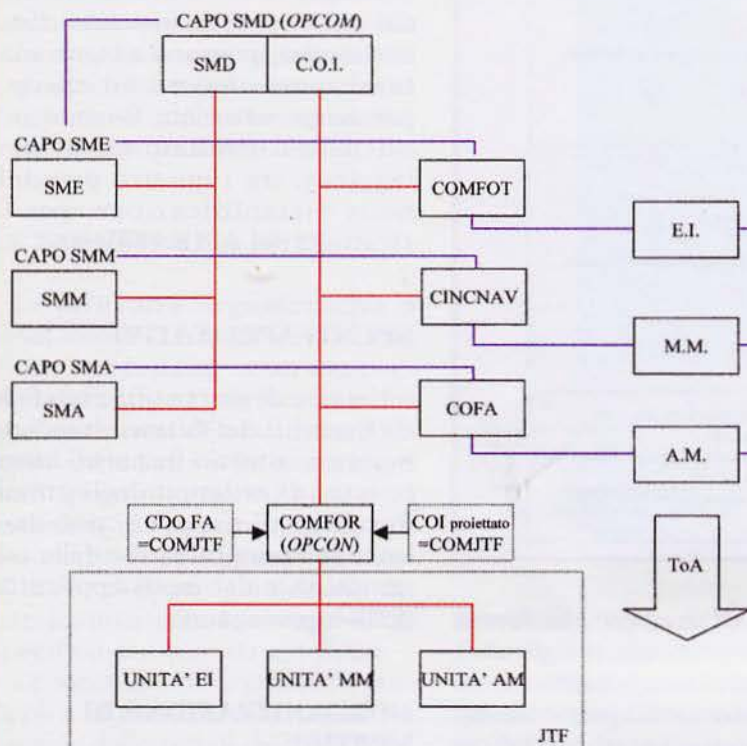 CAPO SMD (OPCOM)
SMD
C.O.I.
CAPO SME
SME
COMFOT
E.I.
CAPO SMM
SMM
CINCNAV
M.M.
CAPO SMA
SMA
COFA
A.M.
CDO FA
=COMJTF
COMFOR
(OPCON)
COI proiettato
=COMJTF
ToA
UNITA' EI
UNITA' MM
UNITA' AM
JTF